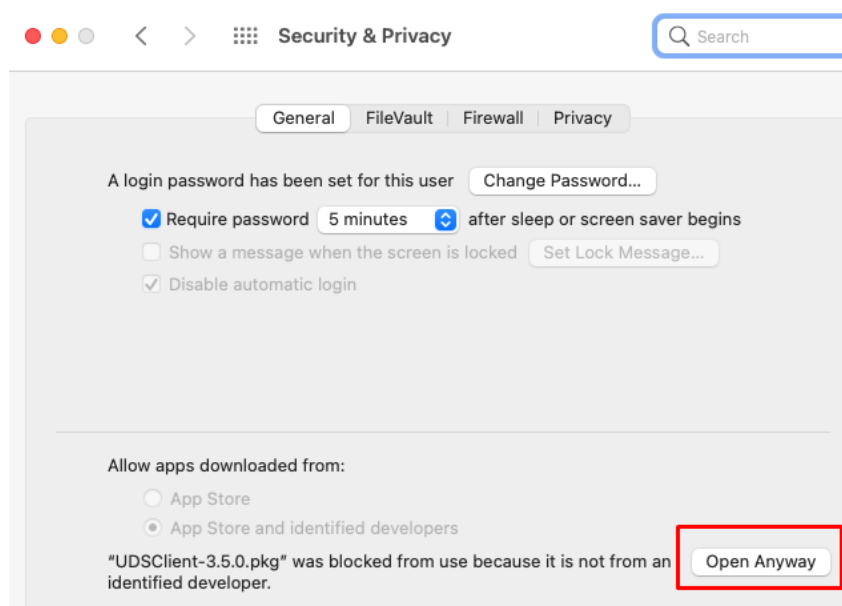 Security & Privacy
Search
General FileVault Firewall Privacy
A login password has been set for this user Change Password...
Require password 5 minutes after sleep or screen saver begins
Show a message when the screen is locked Set Lock Message...
Disable automatic login
Allow apps downloaded from:
App Store
App Store and identified developers
“UDSClient-3.5.0.pkg” was blocked from use because it is not from an Open Anyway
identified developer.